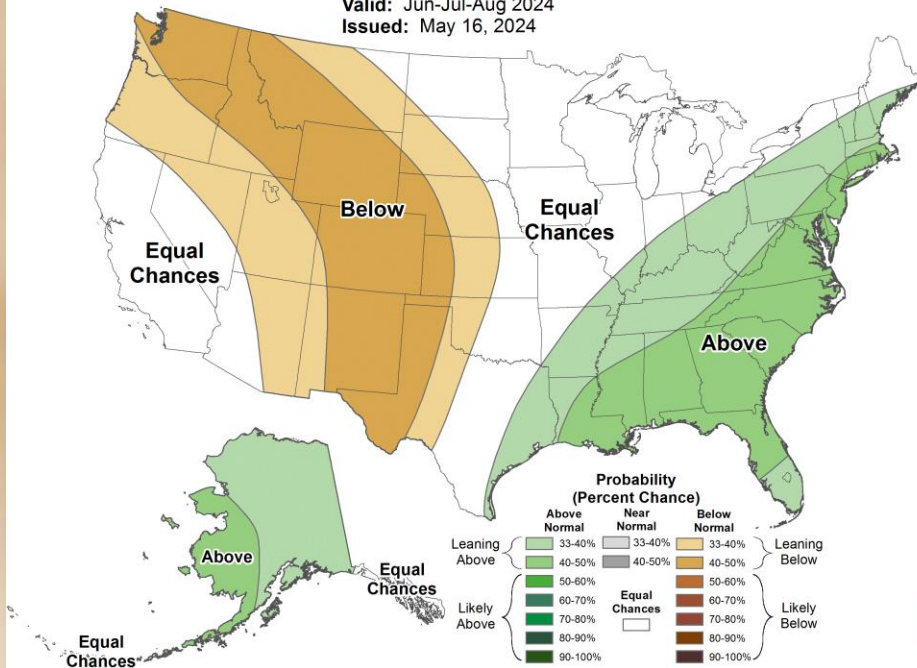 Valid: Jun-Jul-Aug 2024
Issued: May 16, 2024
Below
Equal
Chances
Equal
Chances
Above
Above
Equal
Chances
Equal
Chances
Probability
(Percent Chance)
Above
Normal
Near
Normal
Below
Normal
Leaning
Above
33-40%
33-40%
33-40%
Leaning
Below
40-50%
40-50%
40-50%
50-60%
50-60%
Likely
Above
60-70%
Equal
Chances
60-70%
Likely
Below
70-80%
70-80%
80-90%
80-90%
90-100%
90-100%